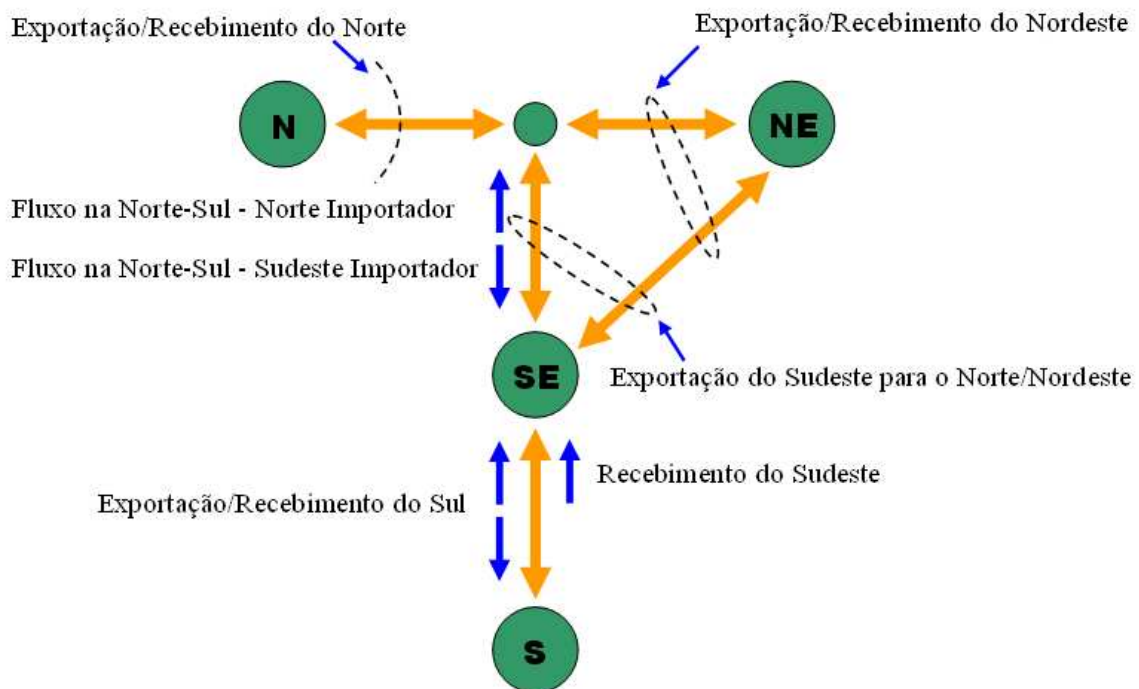 Exportação/Recebimento do Norte
Exportação/Recebimento do Nordeste
N
NE
Fluxo na Norte-Sul - Norte Importador
Fluxo na Norte-Sul - Sudeste Importador
SE
Exportação do Sudeste para o Norte/Nordeste
Recebimento do Sudeste
Exportação/Recebimento do Sul
S